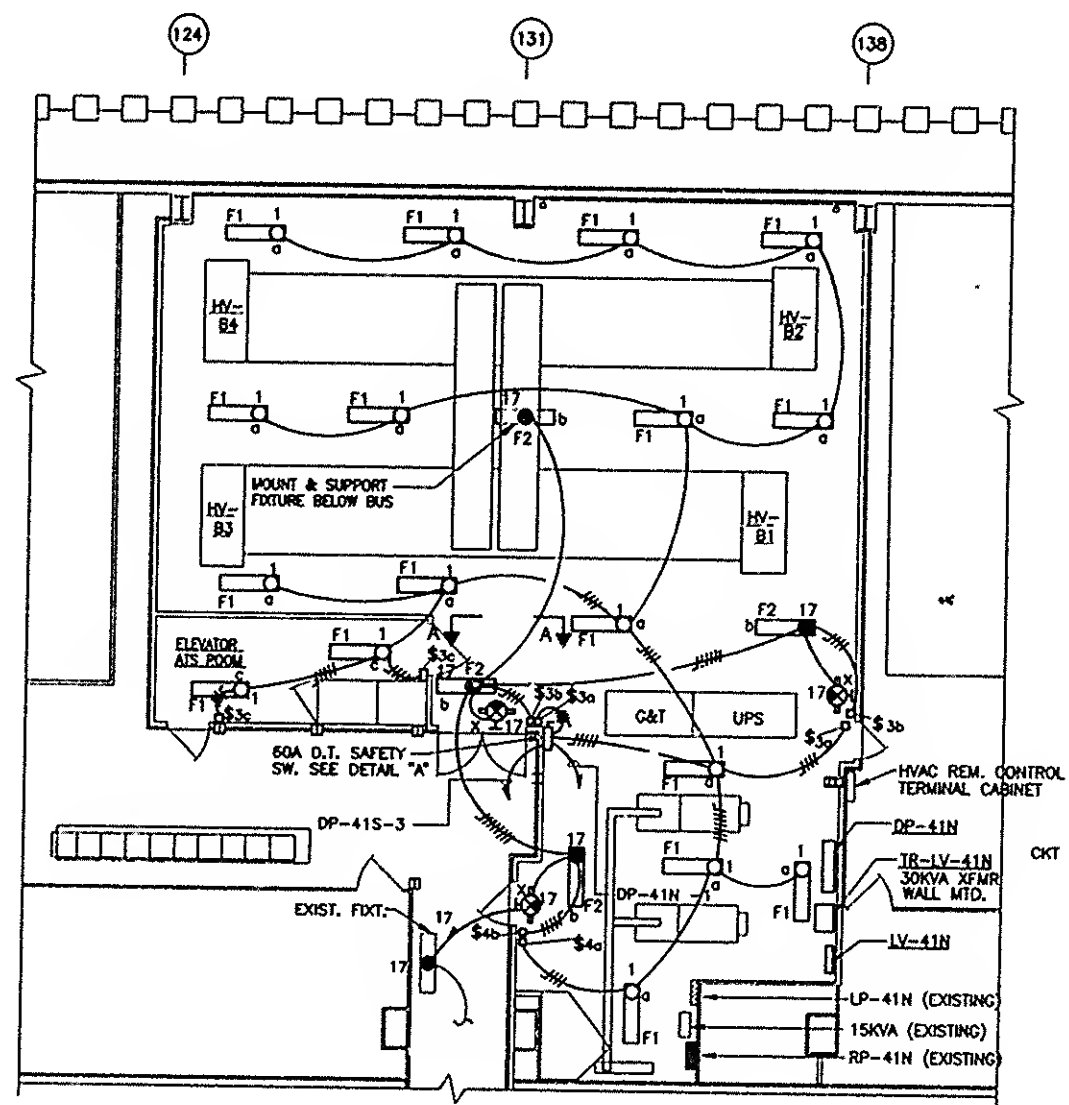 124
131
138
F1 1
F1 1
F1 1
F1 1
a
a
a
a
HV-
B4
HV-
B2
F1 1
F1 1
17
F1 1
1
a
a
b
a
F1
a
F2
MOUNT & SUPPORT
FIXTURE BELOW BUS
HV-
B3
HV-
B1
1
F1 1
F1
a
a
1
F1
a
F2 17
b
A
A
ELEVATOR
ATS ROOM
F1 1
c
$3c
c
1
F1
$3c
17
F2
b
X
17
$3b
$3a
G&T
UPS
X
17
$3b
$3a
60A D.T. SAFETY
SW. SEE DETAIL "A"
F1
a
HVAC REM. CONTROL
TERMINAL CABINET
DP-41S-3
DP-41N
17
F1
1
a
1
a
F1
CKT
TR-LV-41N
30KVA XFMR
WALL MTD.
X
17
DP-41N -1
F2
b
EXIST. FIXT.
17
$4b
$4a
LV-41N
17
1
a
F1
LP-41N (EXISTING)
15KVA (EXISTING)
RP-41N (EXISTING)